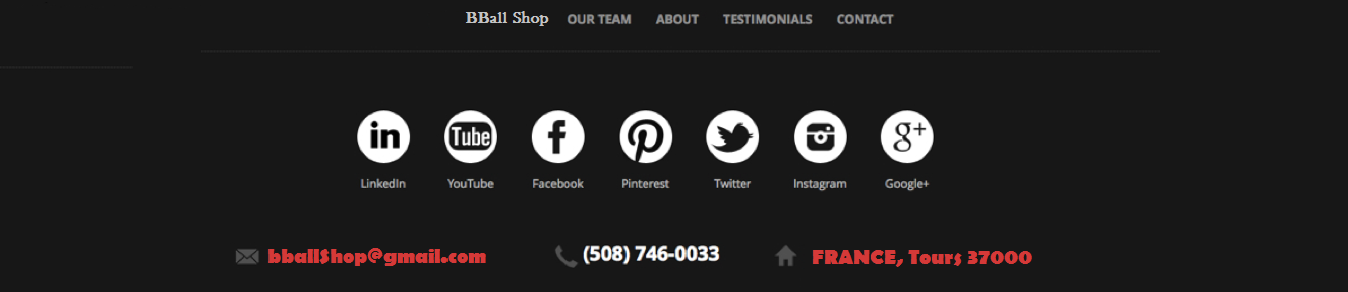 BBall Shop OUR TEAM ABOUT TESTIMONIALS CONTACT
in Tube f P g+
LinkedIn YouTube Facebook Pinterest Twitter Instagram Google+
bballShop@gmail.com (508) 746-0033 FRANCE, Tours 37000